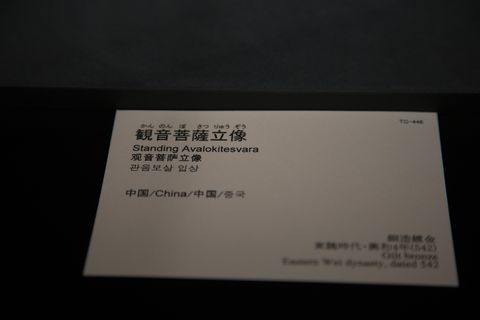 TC-446
かん のん ぼ さつ りゅう ぞう
観音菩薩立像
Standing Avalokitesvara
观音菩萨立像
관음보살 입상
中国/China/中国/중국
銅造鍍金
東魏時代・興和4年(542)
Gilt bronze
Eastern Wei dynasty, dated 542